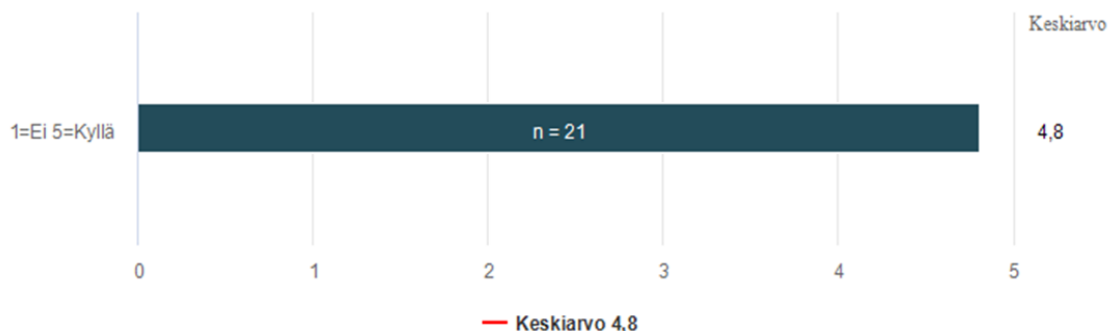 Keskiarvo
1=Ei 5=Kyllä
n = 21
4,8
0 1 2 3 4 5
Keskiarvo 4,8